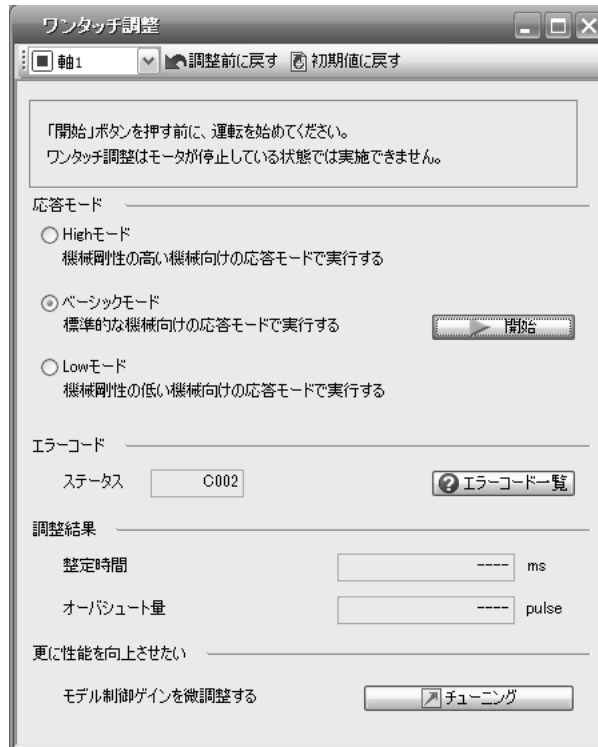 ワンタッチ調整
軸1 調整前に戻す 初期値に戻す
「開始」ボタンを押す前に、運転を始めてください。
ワンタッチ調整はモータが停止している状態では実施できません。
応答モード
Highモード
機械剛性の高い機械向けの応答モードで実行する
ベーシックモード
標準的な機械向けの応答モードで実行する
開始
Lowモード
機械剛性の低い機械向けの応答モードで実行する
エラーコード
ステータス C002 エラーコード一覧
調整結果
整定時間 ---- ms
オーバシュート量 ---- pulse
更に性能を向上させたい
モデル制御ゲインを微調整する チューニング